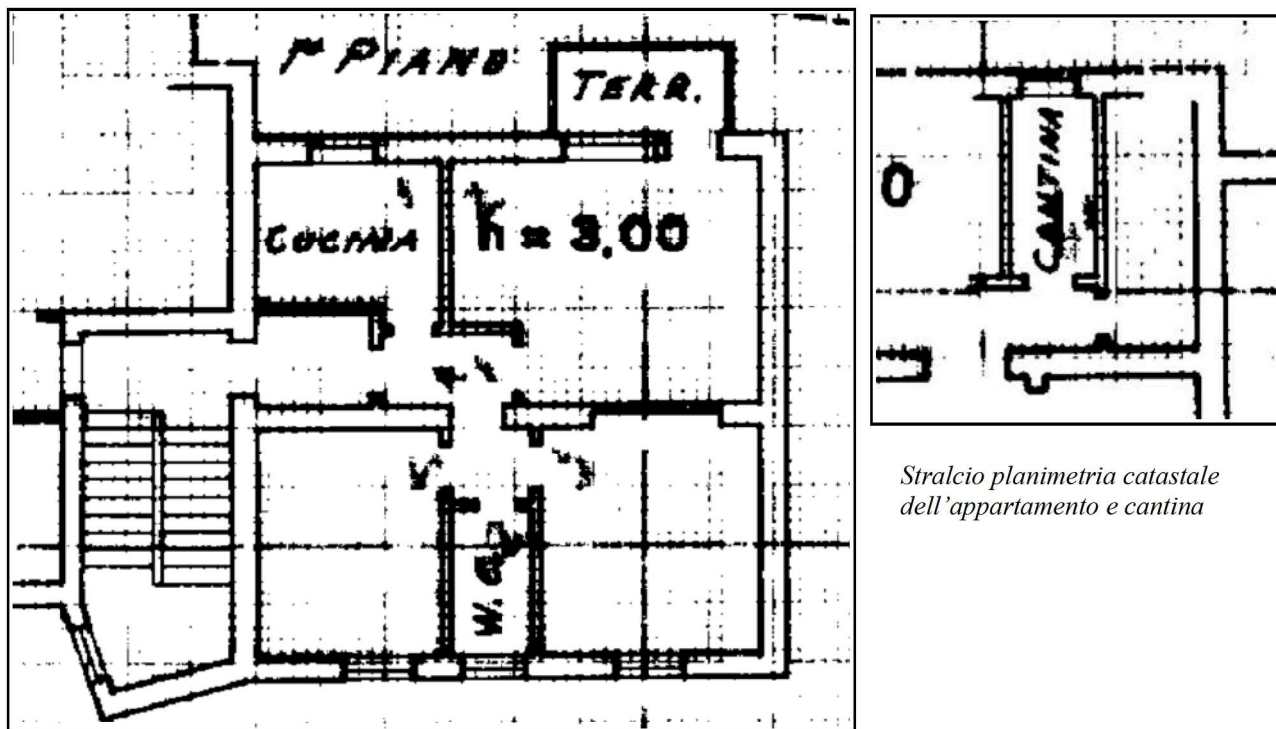 1° PIANO
TERR.
CUCINA
h = 3,00
W.C.
CANTINA
Stralcio planimetria catastale
dell'appartamento e cantina